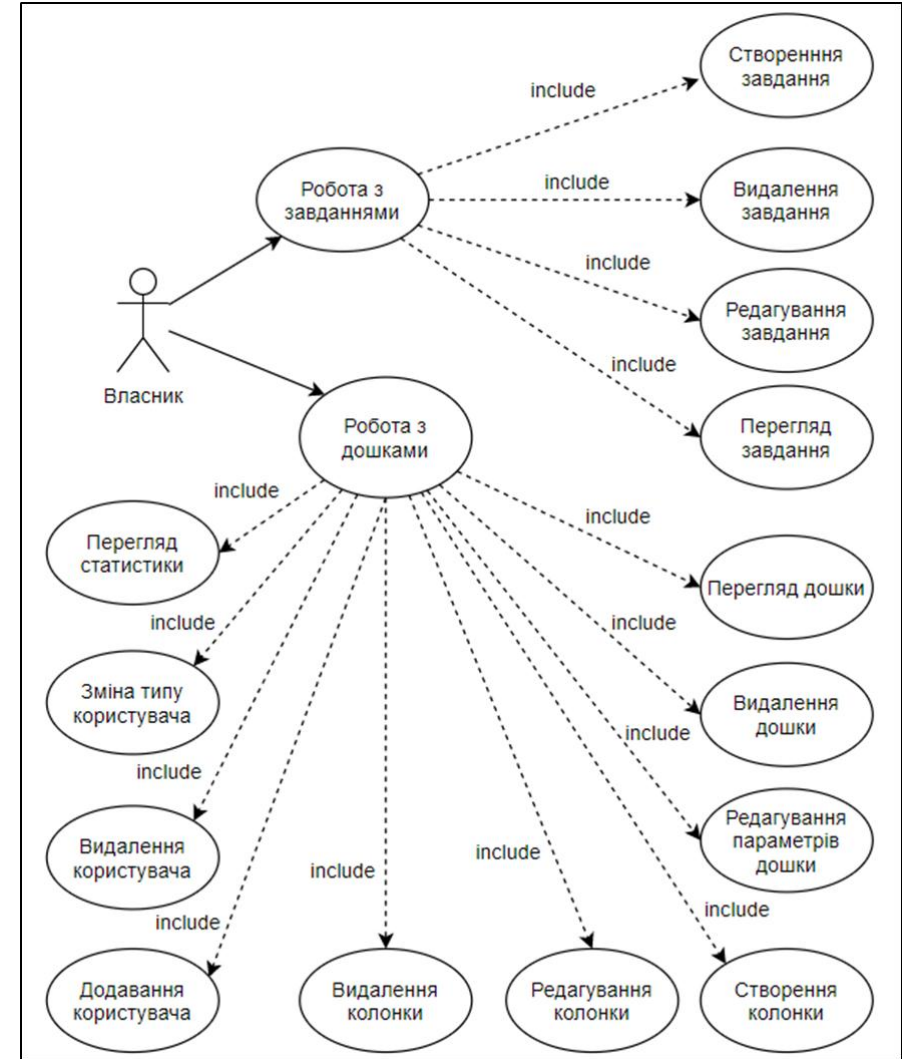 Створенння
завдання
include
Робота з
завданнями
include
Видалення
завдання
include
Редагування
завдання
include
Перегляд
завдання
Власник
Робота з
дошками
include
Перегляд
статистики
include
Перегляд дошки
include
Зміна типу
користувача
include
Видалення
дошки
include
Видалення
користувача
include
Редагування
параметрів
дошки
include
Додавання
користувача
include
Видалення
колонки
include
Редагування
колонки
include
Створення
колонки